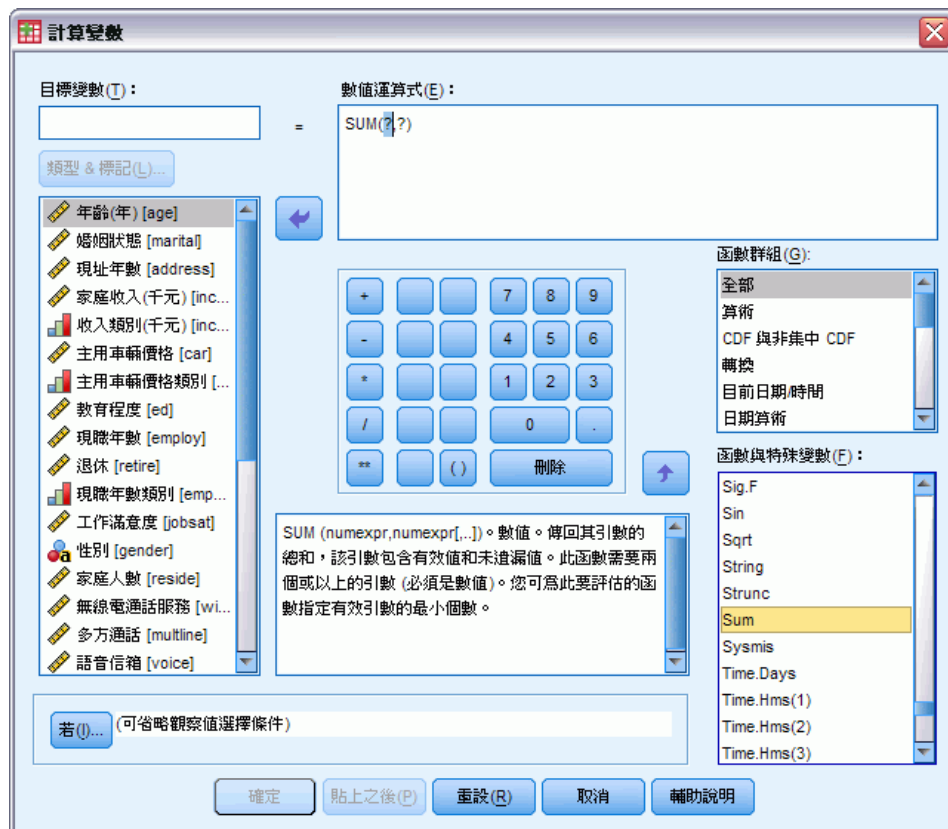 計算變數
目標變數(T)：
數值運算式(E)：
=
SUM(?,?)
類型 & 標記(L)...
年齡(年) [age]
婚姻狀態 [marital]
現址年數 [address]
家庭收入(千元) [inc...
收入類別(千元) [inc...
主用車輛價格 [car]
主用車輛價格類別 [...
教育程度 [ed]
現職年數 [employ]
退休 [retire]
現職年數類別 [emp...
工作滿意度 [jobsat]
性別 [gender]
家庭人數 [reside]
無線電通話服務 [wi...
多方通話 [multline]
語音信箱 [voice]
+ 7 8 9
- 4 5 6
* 1 2 3
/ 0 .
** ( ) 刪除
函數群組(G):
全部
算術
CDF 與非集中 CDF
轉換
目前日期/時間
日期算術
函數與特殊變數(F)：
Sig.F
Sin
Sqrt
String
Strunc
Sum
Sysmis
Time.Days
Time.Hms(1)
Time.Hms(2)
Time.Hms(3)
SUM (numexpr,numexpr[,..])。數值。傳回其引數的
總和，該引數包含有效值和未遺漏值。此函數需要兩
個或以上的引數 (必須是數值)。您可為此要評估的函
數指定有效引數的最小個數。
若(I)... (可省略觀察值選擇條件)
確定 貼上之後(P) 重設(R) 取消 輔助說明